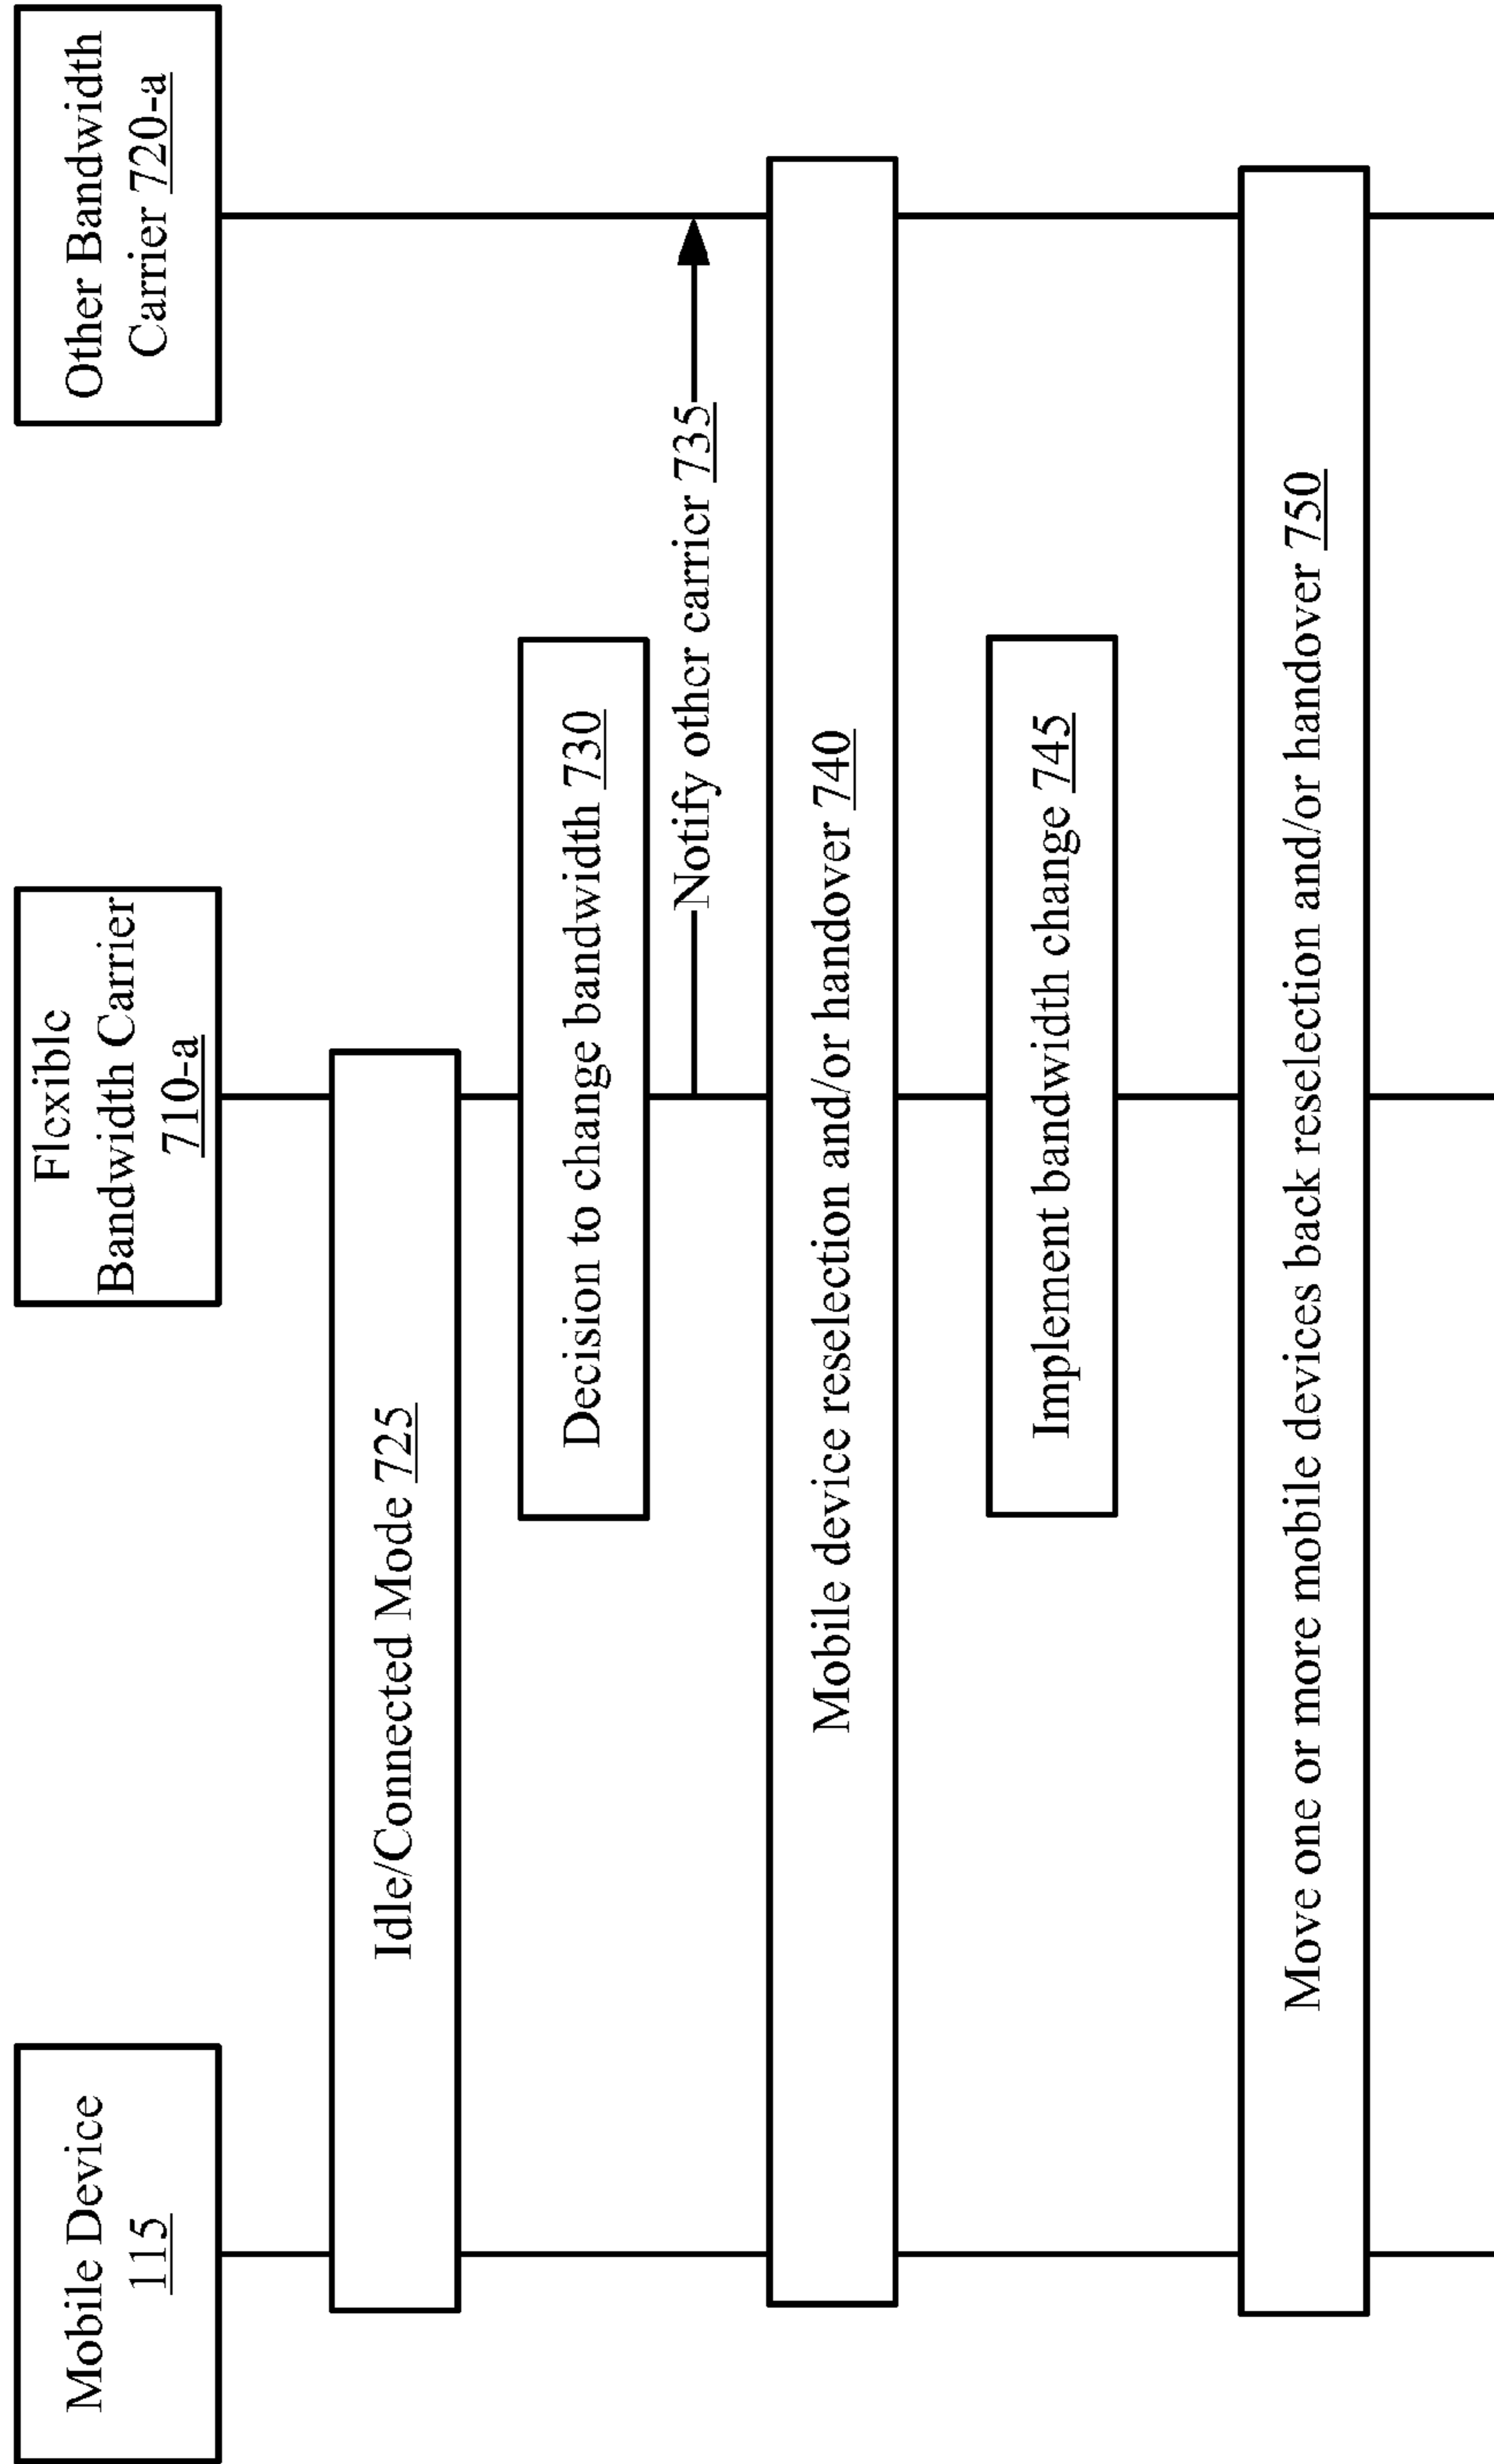 Mobile Device
115
Flexible
Bandwidth Carrier
710-a
Other Bandwidth
Carrier 720-a
Idle/Connected Mode 725
Decision to change bandwidth 730
Notify other carrier 735
Mobile device reselection and/or handover 740
Implement bandwidth change 745
Move one or more mobile devices back reselection and/or handover 750